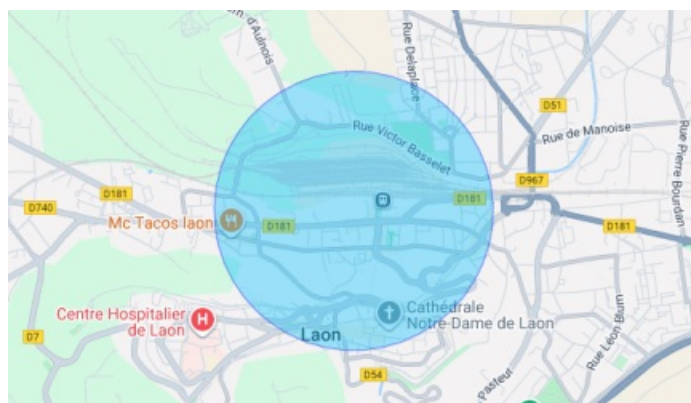 d'Aulnois
Rue Delaplace
D51
Rue Victor Basselet
Rue de Manoise
Rue Pierre Bourdan
D967
D181
D181
D740
D181
D181
Mc Tacos laon
Centre Hospitalier
de Laon
H
Cathédrale
Notre-Dame de Laon
Laon
D7
D54
Pasteur
Rue Léon Blum